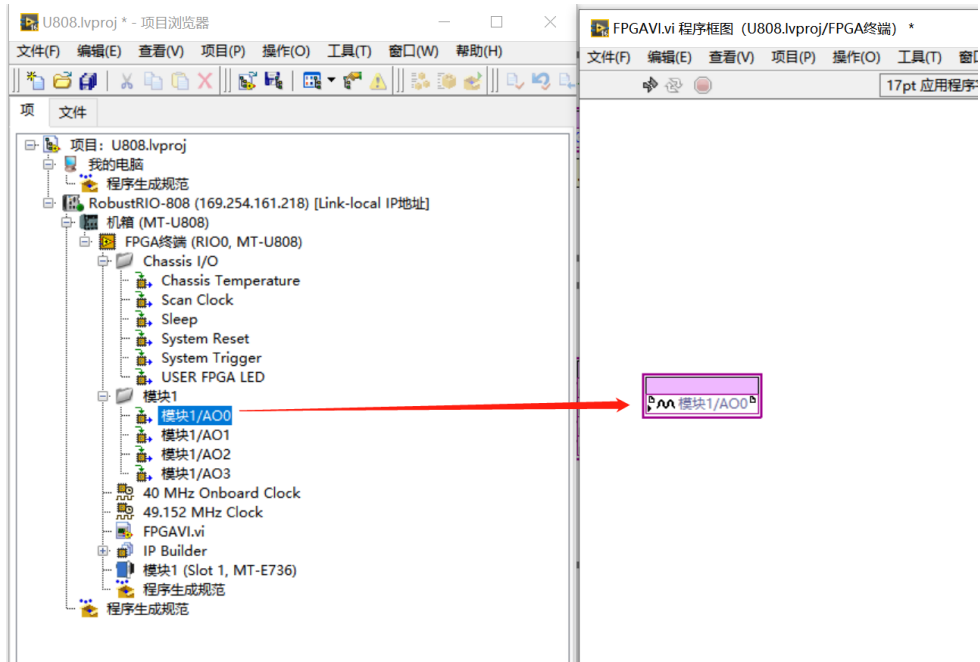 U808.lvproj * - 项目浏览器
文件(F) 编辑(E) 查看(V) 项目(P) 操作(O) 工具(T) 窗口(W) 帮助(H)
项 文件
项目: U808.lvproj
我的电脑
程序生成规范
RobustRIO-808 (169.254.161.218) [Link-local IP地址]
机箱 (MT-U808)
FPGA终端 (RIO0, MT-U808)
Chassis I/O
Chassis Temperature
Scan Clock
Sleep
System Reset
System Trigger
USER FPGA LED
模块1
模块1/AO0
模块1/AO1
模块1/AO2
模块1/AO3
40 MHz Onboard Clock
49.152 MHz Clock
FPGAVI.vi
IP Builder
模块1 (Slot 1, MT-E736)
程序生成规范
程序生成规范
FPGAVI.vi 程序框图 (U808.lvproj/FPGA终端) *
文件(F) 编辑(E) 查看(V) 项目(P) 操作(O) 工具(T)
17pt 应用程序
模块1/AO0